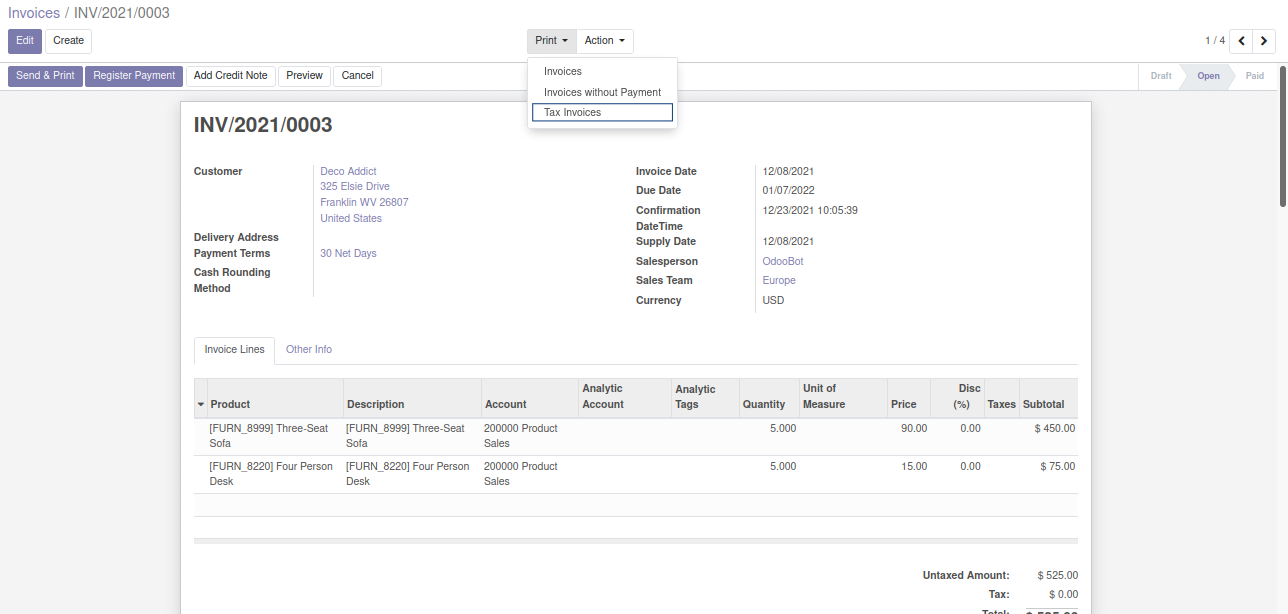 Invoices / INV/2021/0003
Edit Create Print Action 1 / 4
Send & Print Register Payment Add Credit Note Preview Cancel Draft Open Paid
Invoices
Invoices without Payment
Tax Invoices
INV/2021/0003
Customer Deco Addict
325 Elsie Drive
Franklin WV 26807
United States
Delivery Address
Payment Terms 30 Net Days
Cash Rounding
Method
Invoice Date 12/08/2021
Due Date 01/07/2022
Confirmation 12/23/2021 10:05:39
DateTime
Supply Date 12/08/2021
Salesperson OdooBot
Sales Team Europe
Currency USD
Invoice Lines Other Info
Product Description Account Analytic Account Analytic Tags Quantity Unit of Measure Price Disc (%) Taxes Subtotal
[FURN_8999] Three-Seat [FURN_8999] Three-Seat 200000 Product 5.000 90.00 0.00 $ 450.00
Sofa Sofa Sales
[FURN_8220] Four Person [FURN_8220] Four Person 200000 Product 5.000 15.00 0.00 $ 75.00
Desk Desk Sales
Untaxed Amount: $ 525.00
Tax: $ 0.00